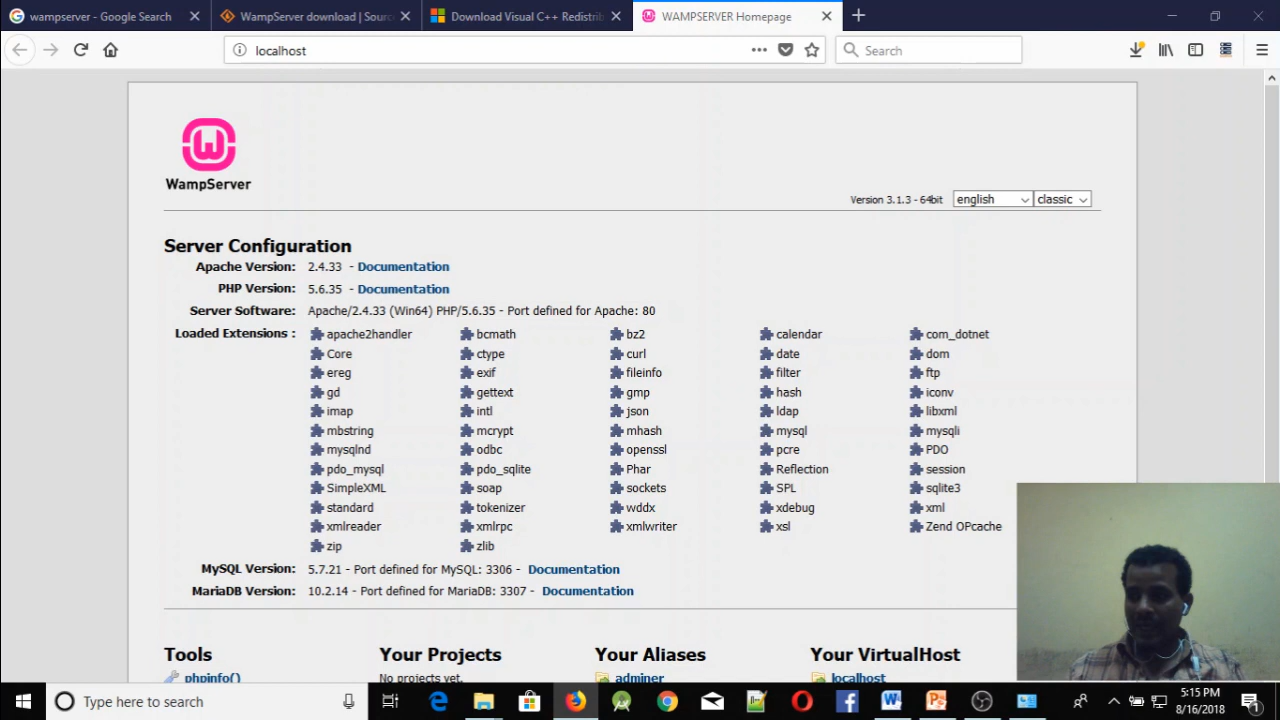 wampserver - Google Search
WampServer download | Sourc
Download Visual C++ Redistrib
WAMPSERVER Homepage
localhost
Search
WampServer
Version 3.1.3 - 64bit english classic
Server Configuration
Apache Version: 2.4.33 - Documentation
PHP Version: 5.6.35 - Documentation
Server Software: Apache/2.4.33 (Win64) PHP/5.6.35 - Port defined for Apache: 80
Loaded Extensions : apache2handler bcmath bz2 calendar com_dotnet
Core ctype curl date dom
ereg exif fileinfo filter ftp
gd gettext gmp hash iconv
imap intl json ldap libxml
mbstring mcrypt mhash mysql mysqli
mysqlnd odbc openssl pcre PDO
pdo_mysql pdo_sqlite Phar Reflection session
SimpleXML soap sockets SPL sqlite3
standard tokenizer wddx xdebug xml
xmlreader xmlrpc xmlwriter xsl Zend OPcache
zip zlib
MySQL Version: 5.7.21 - Port defined for MySQL: 3306 - Documentation
MariaDB Version: 10.2.14 - Port defined for MariaDB: 3307 - Documentation
Tools Your Projects Your Aliases Your VirtualHost
phpinfo() No projects yet. adminer localhost
Type here to search
5:15 PM
8/16/2018